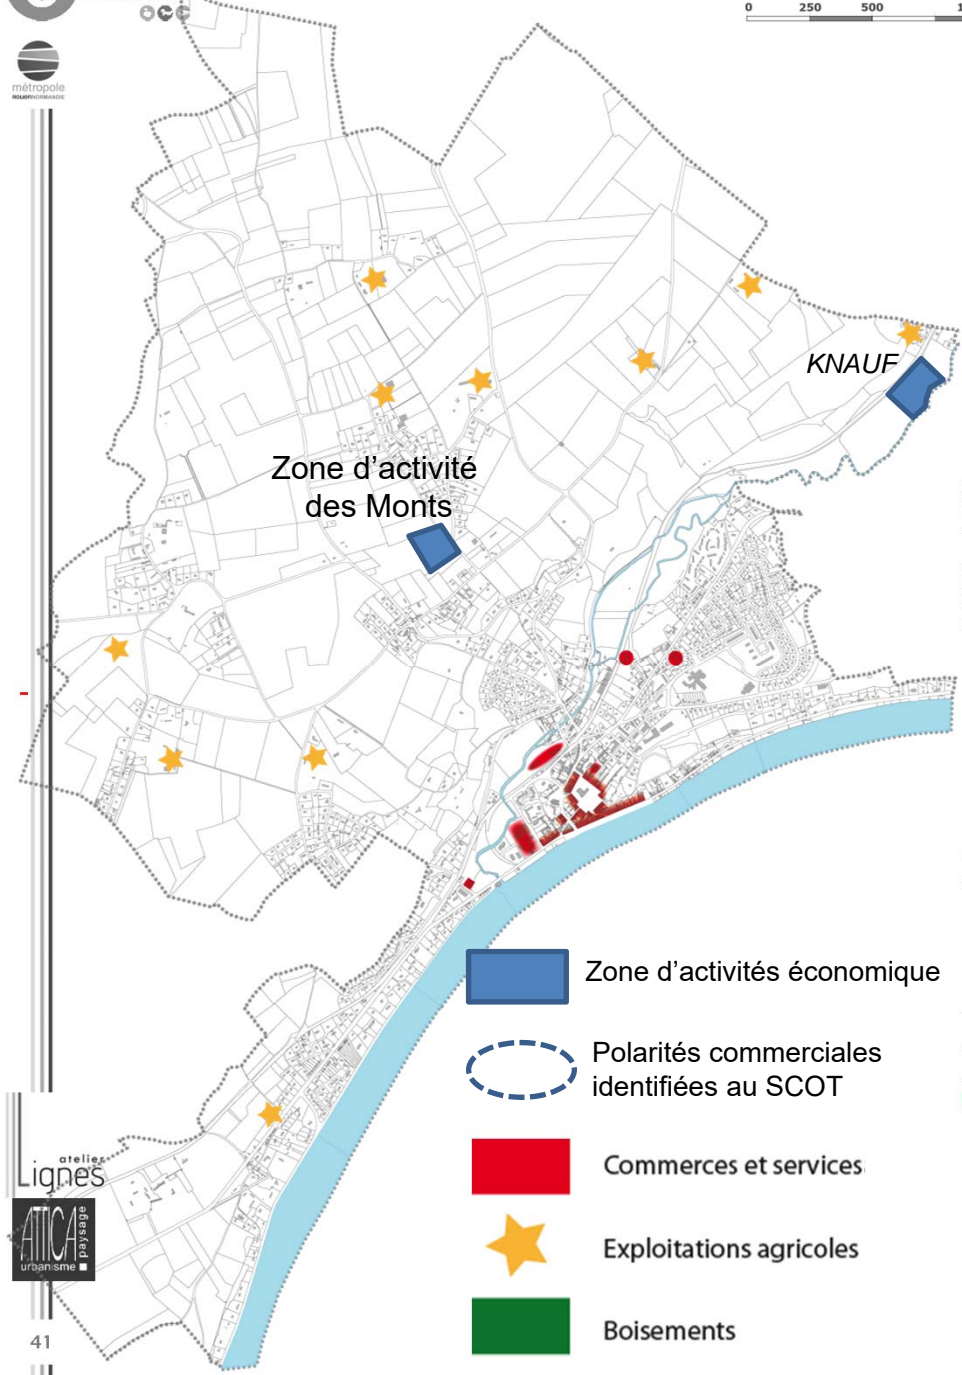 0 250 500
métropole
ROUENNORMANDIE
KNAUF
Zone d’activité
des Monts
Zone d’activités économique
Polarités commerciales
identifiées au SCOT
Commerces et services
Exploitations agricoles
Boisements
atelier
Lignes
ATTICA
paysage
urbanisme
41